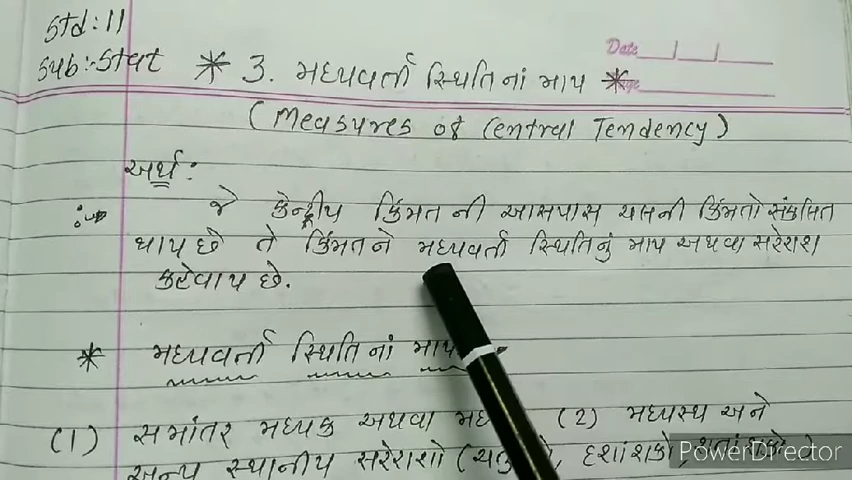 Std: 11
Sub:- Stat
* 3. મધ્યવર્તી સ્થિતિનાં માપ *
Date
(Measures of Central Tendency)
અર્થ:
જે કેન્દ્રીય કિંમત ની આસપાસ ચલની કિંમતો સંકલિત
થાય છે તે કિંમતને મધ્યવર્તી સ્થિતિનું માપ અથવા સરેરાશ
કહેવાય છે.
* મધ્યવર્તી સ્થિતિનાં માપ
(1) સમાંતર મધ્યક અથવા (2) મધ્યસ્થ અને
અન્ય સ્થાનીય સરેરાશો ( દશાંશકો,
PowerDirector